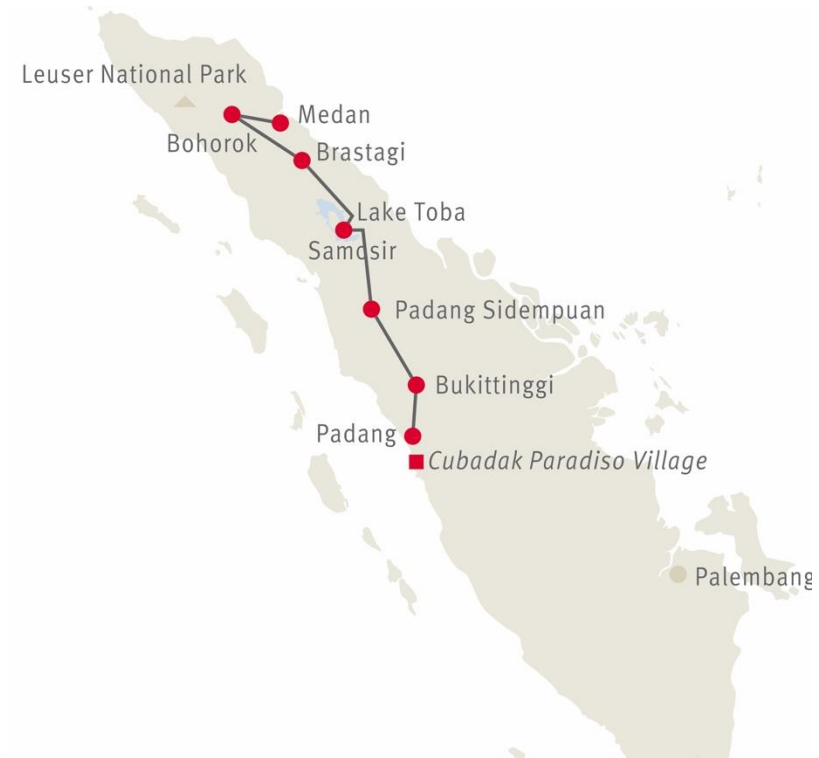 Leuser National Park
Medan
Bohorok
Brastagi
Lake Toba
Samosir
Padang Sidempuan
Bukittinggi
Padang
Cubadak Paradiso Village
Palembang